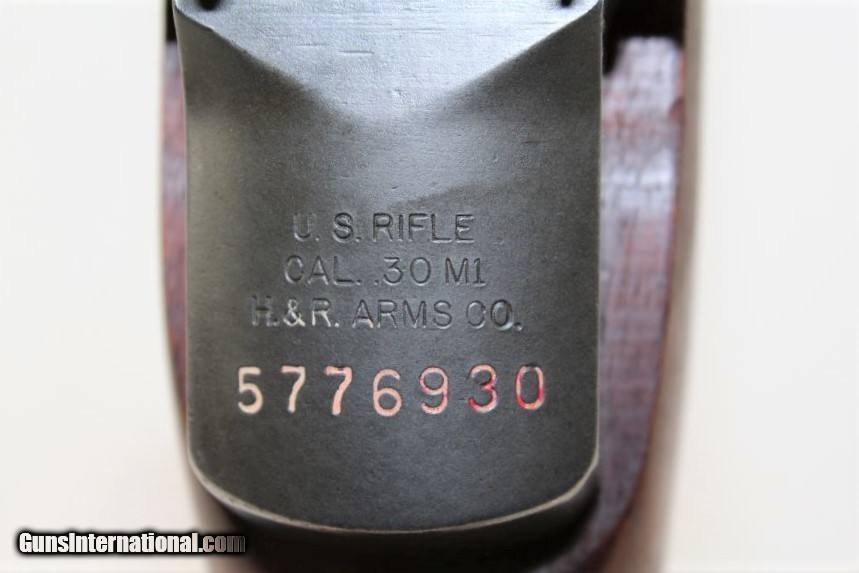 U. S. RIFLE
CAL. .30 M1
H.&R. ARMS CO.
5776930
GunsInternational.com